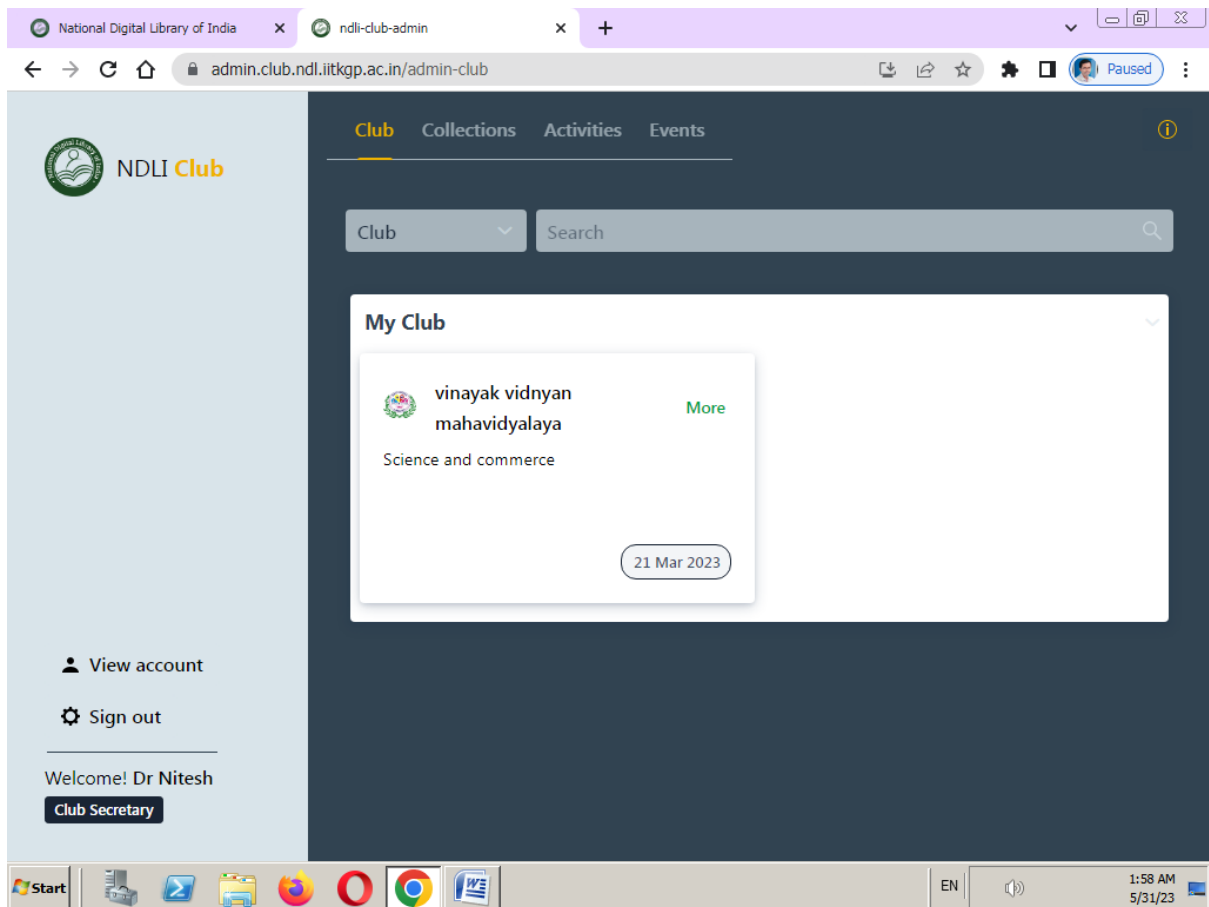 National Digital Library of India
ndli-club-admin
admin.club.ndl.iitkgp.ac.in/admin-club
Paused
NDLI Club
Club Collections Activities Events
Club
Search
My Club
vinayak vidnyan
mahavidyalaya
More
Science and commerce
21 Mar 2023
View account
Sign out
Welcome! Dr Nitesh
Club Secretary
Start
EN
1:58 AM
5/31/23